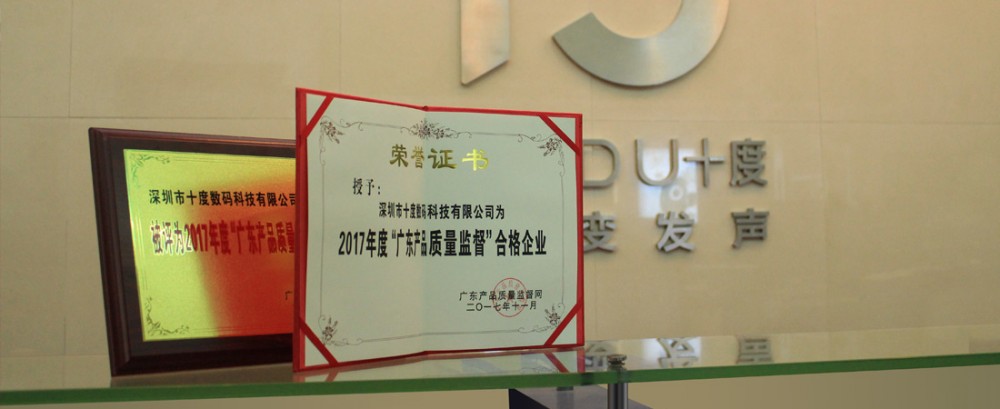 荣誉证书
授予：
深圳市十度数码科技有限公司为
2017年度“广东产品质量监督”合格企业
广东产品质量监督网
二〇一七年十一月
深圳市十度数码科技有限公司
被评为2017年度“广东产品质量
DU十度
变发声